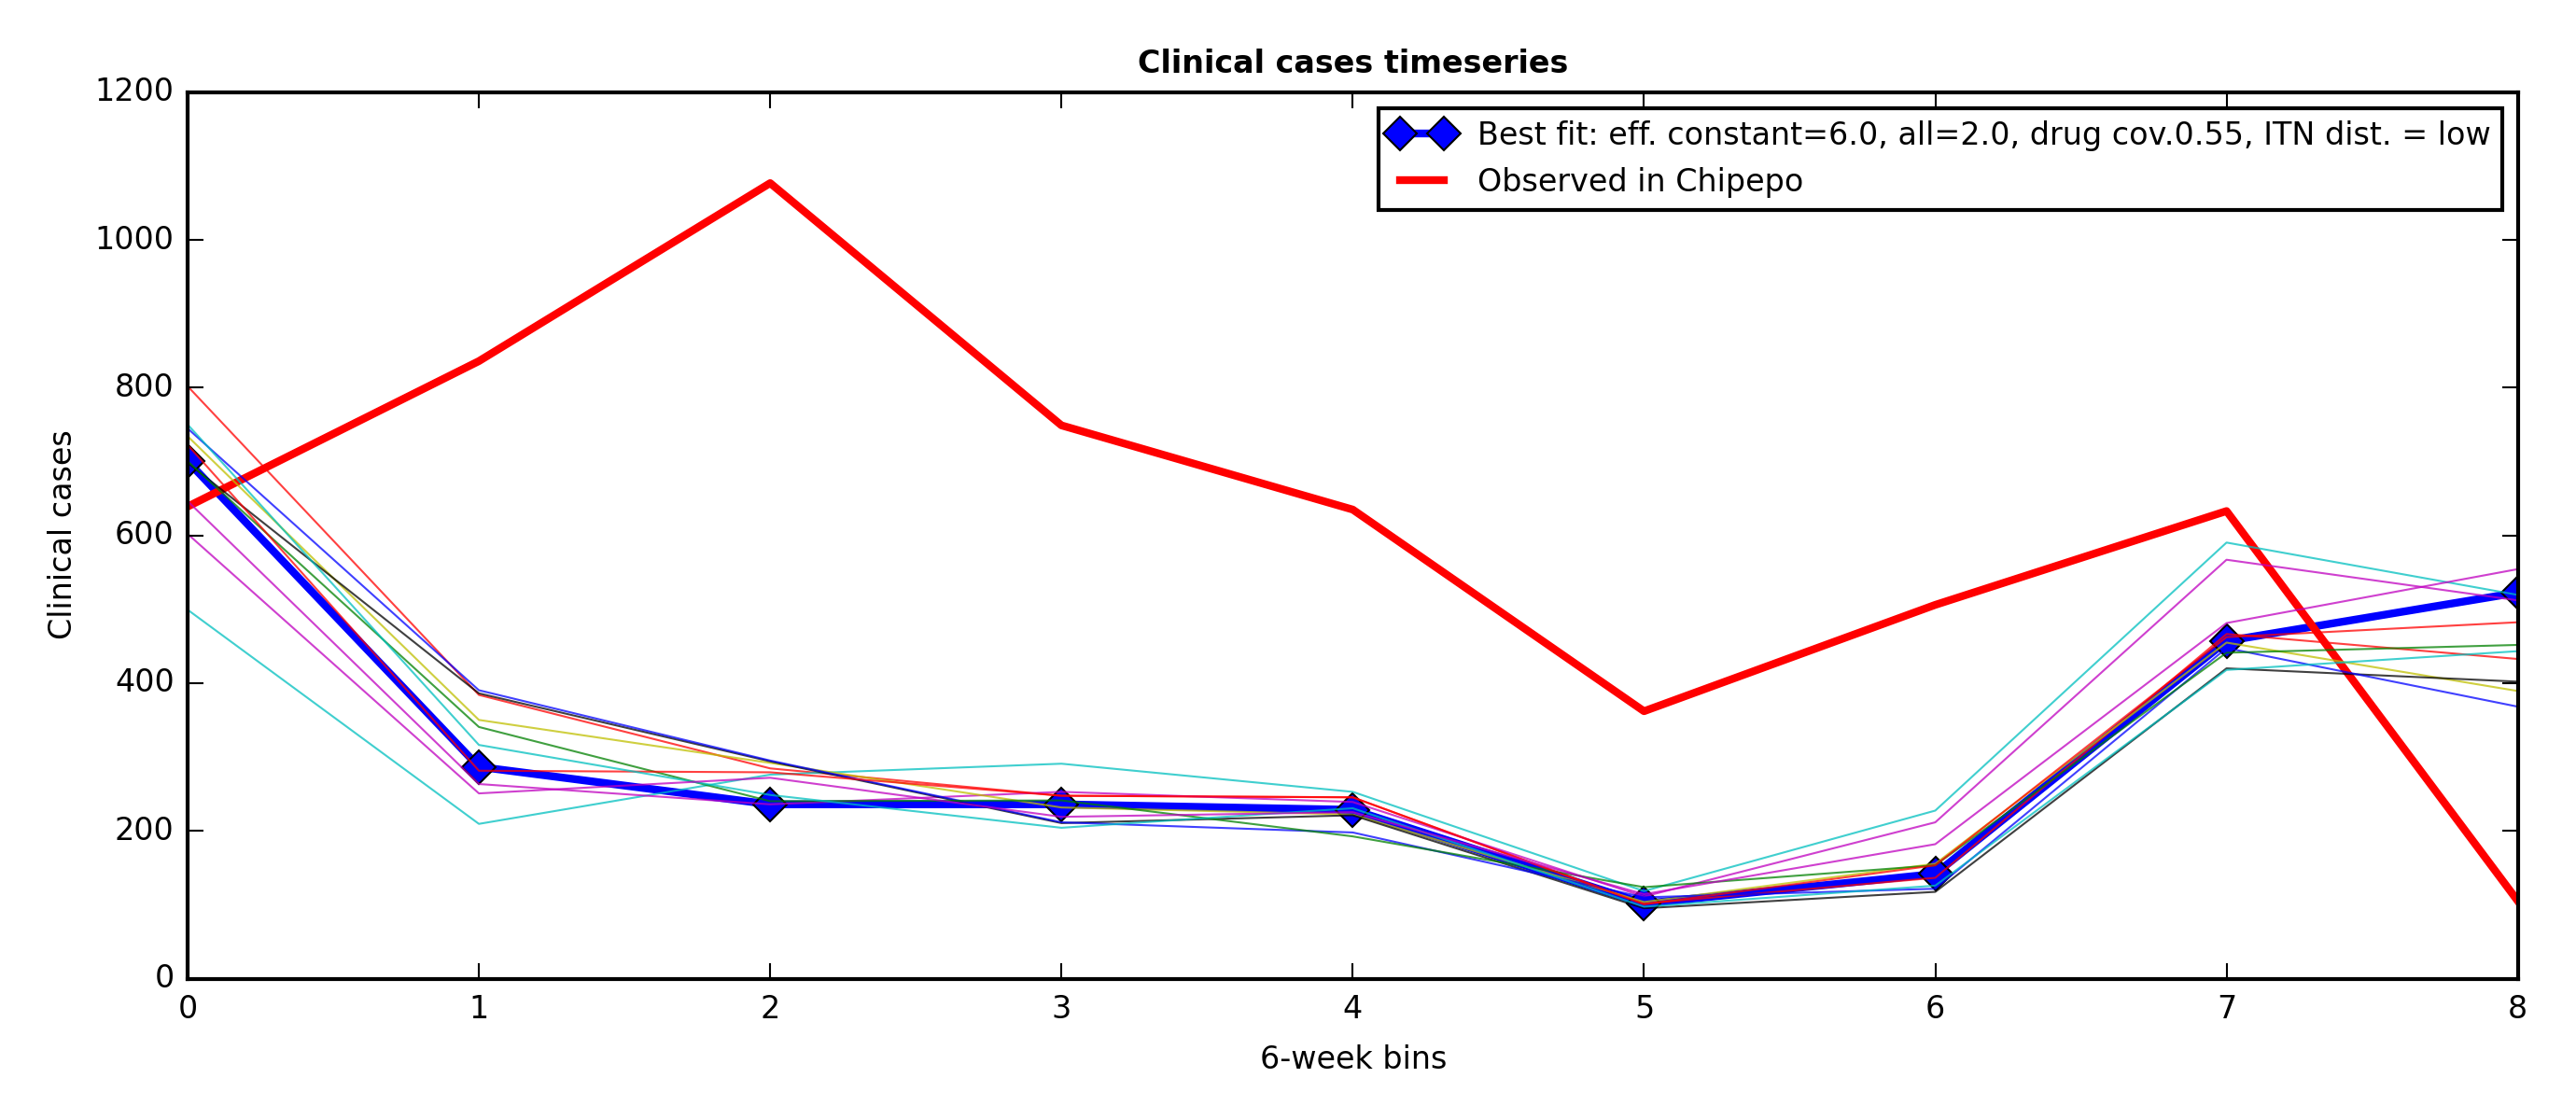 Clinical cases timeseries
1200
1000
800
600
400
200
0
Clinical cases
Best fit: eff. constant=6.0, all=2.0, drug cov.0.55, ITN dist. = low
Observed in Chipepo
0 1 2 3 4 5 6 7 8
6-week bins